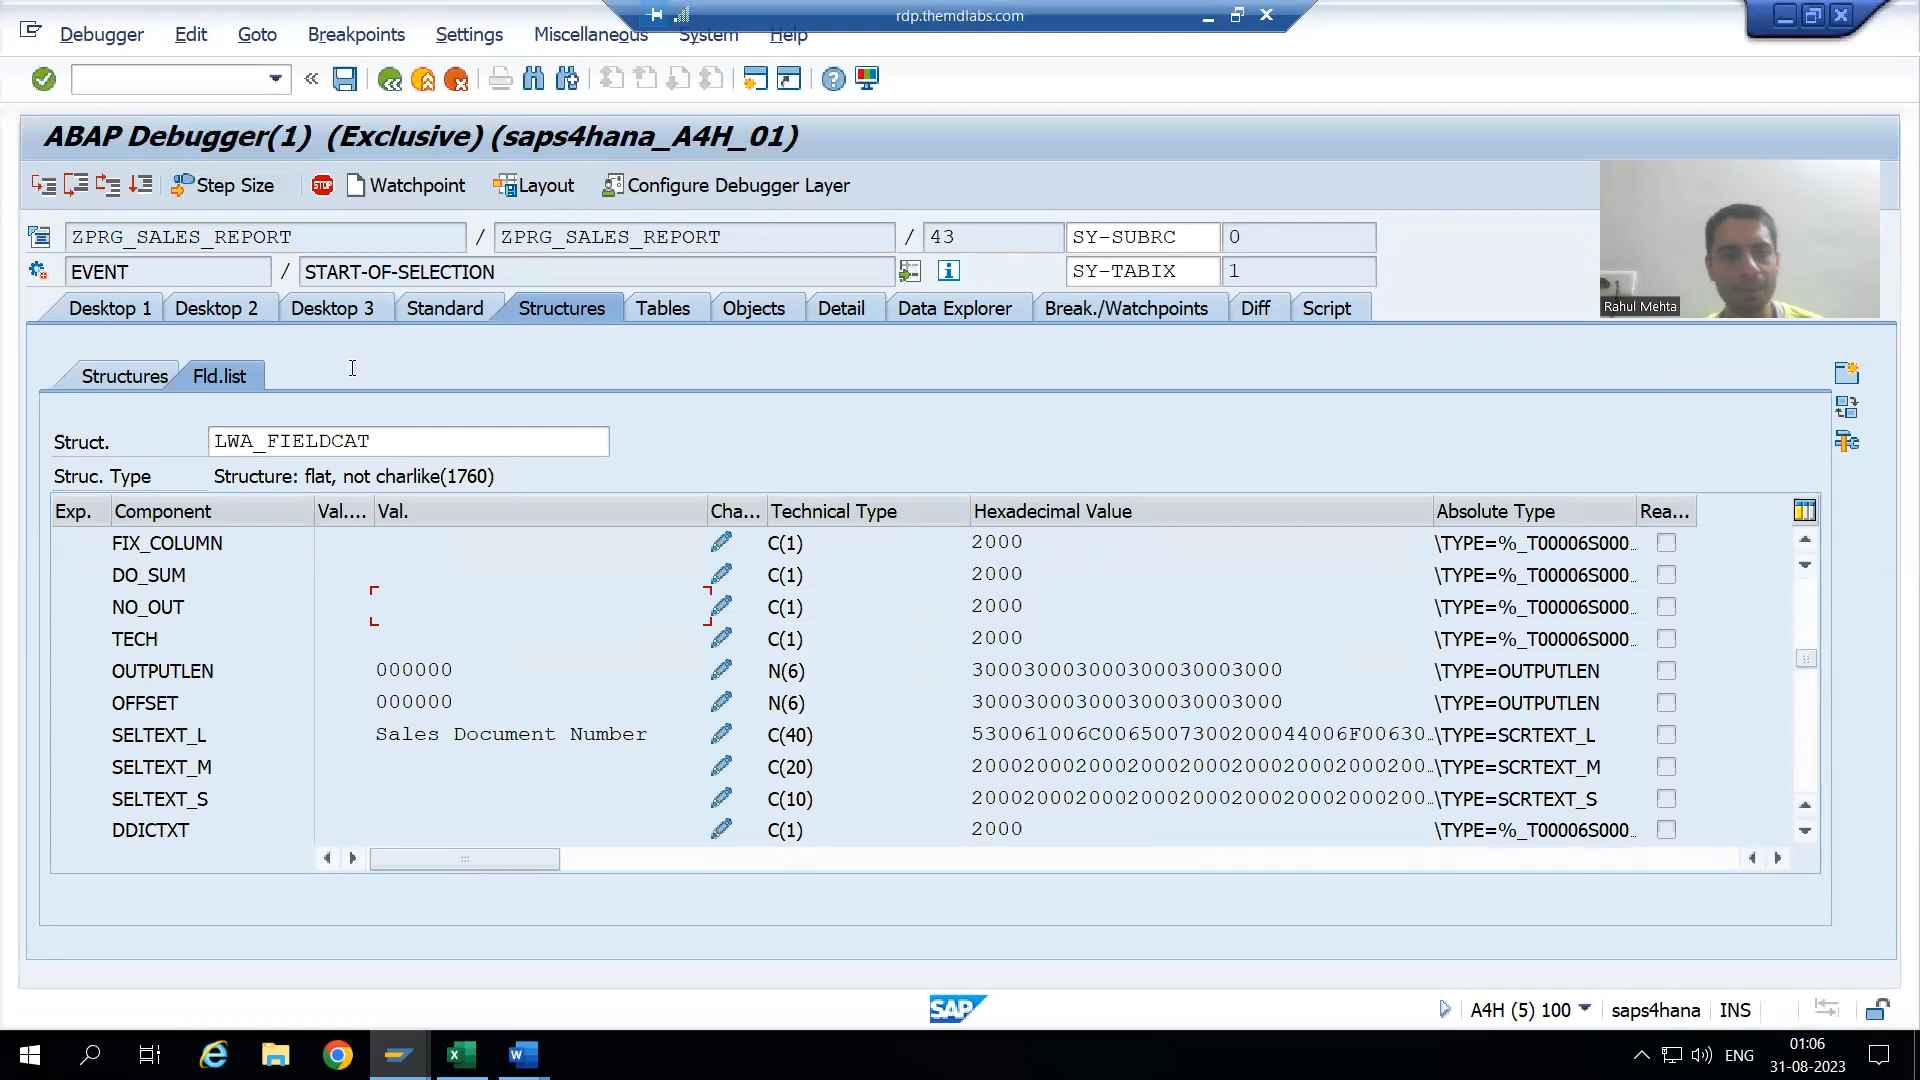 rdp.themdlabs.com
Debugger Edit Goto Breakpoints Settings Miscellaneous System Help
ABAP Debugger(1) (Exclusive) (saps4hana_A4H_01)
Step Size STOP Watchpoint Layout Configure Debugger Layer
ZPRG_SALES_REPORT / ZPRG_SALES_REPORT / 43 SY-SUBRC 0
EVENT / START-OF-SELECTION SY-TABIX 1
Rahul Mehta
Desktop 1 Desktop 2 Desktop 3 Standard Structures Tables Objects Detail Data Explorer Break./Watchpoints Diff Script
Structures Fld.list
Struct. LWA_FIELDCAT
Struc. Type Structure: flat, not charlike(1760)
Exp. Component Val.... Val. Cha... Technical Type Hexadecimal Value Absolute Type Rea...
FIX_COLUMN C(1) 2000 \TYPE=%_T00006S000...
DO_SUM C(1) 2000 \TYPE=%_T00006S000...
NO_OUT C(1) 2000 \TYPE=%_T00006S000...
TECH C(1) 2000 \TYPE=%_T00006S000...
OUTPUTLEN 000000 N(6) 300030003000300030003000 \TYPE=OUTPUTLEN
OFFSET 000000 N(6) 300030003000300030003000 \TYPE=OUTPUTLEN
SELTEXT_L Sales Document Number C(40) 530061006C0065007300200044006F00630... \TYPE=SCRTEXT_L
SELTEXT_M C(20) 20002000200020002000200020002000200... \TYPE=SCRTEXT_M
SELTEXT_S C(10) 20002000200020002000200020002000200... \TYPE=SCRTEXT_S
DDICTXT C(1) 2000 \TYPE=%_T00006S000...
SAP A4H (5) 100 saps4hana INS
ENG 01:06
31-08-2023